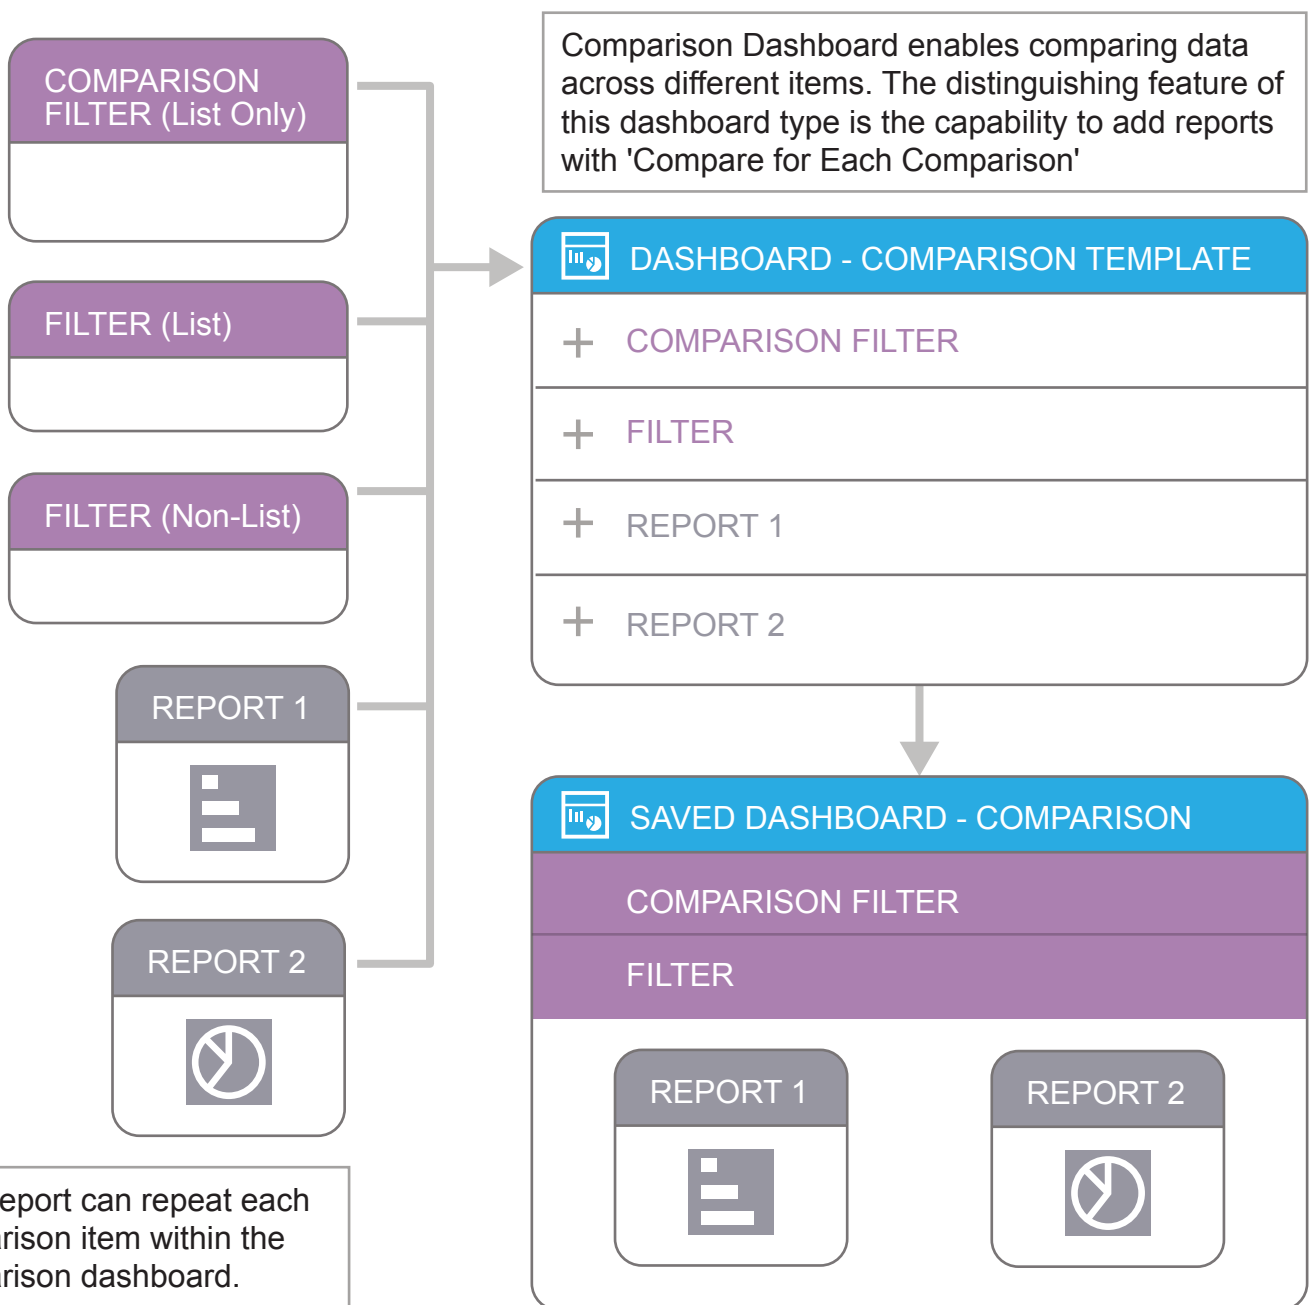 COMPARISON
FILTER (List Only)
FILTER (List)
FILTER (Non-List)
REPORT 1
REPORT 2
report can repeat each
item within the
dashboard.
Comparison Dashboard enables comparing data
across different items. The distinguishing feature of
this dashboard type is the capability to add reports
with 'Compare for Each Comparison'
DASHBOARD - COMPARISON TEMPLATE
+ COMPARISON FILTER
+ FILTER
+ REPORT 1
+ REPORT 2
SAVED DASHBOARD - COMPARISON
COMPARISON FILTER
FILTER
REPORT 1
REPORT 2